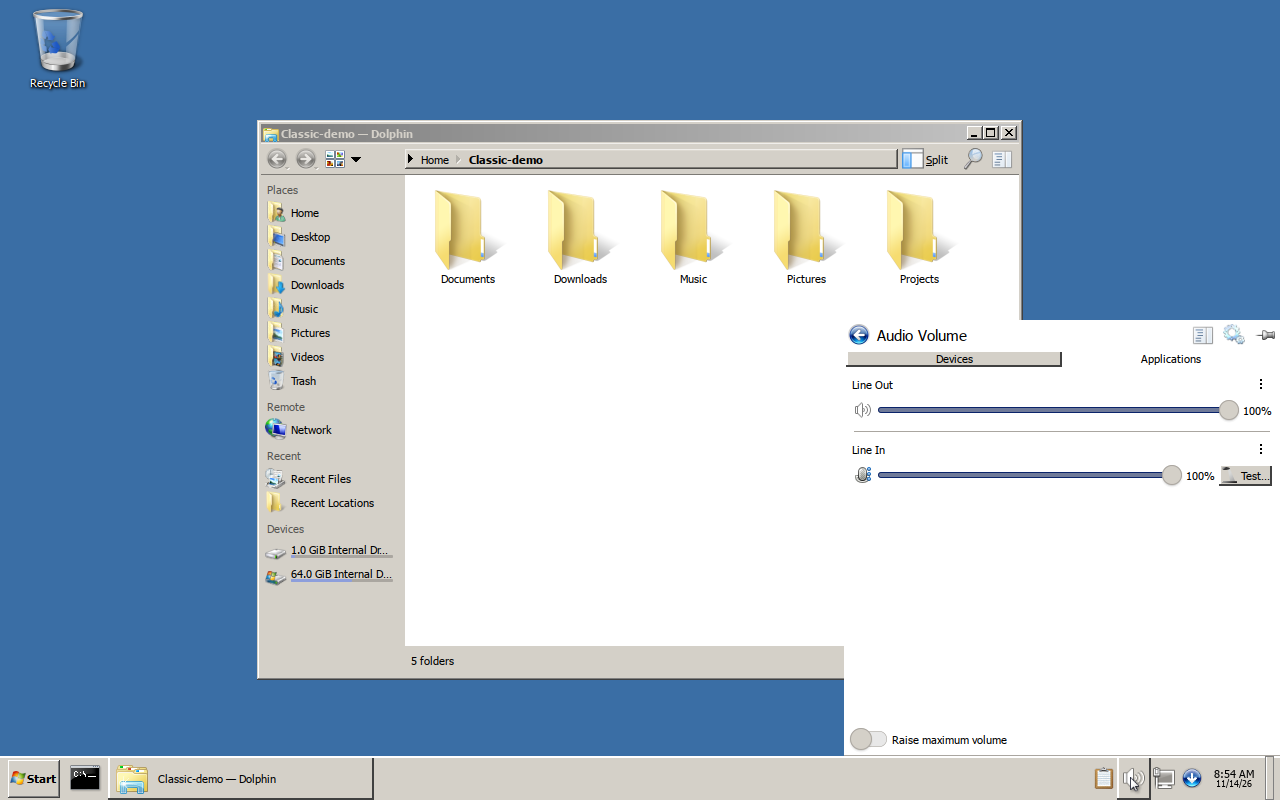 Recycle Bin
Classic-demo — Dolphin
Home Classic-demo
Split
Places
Home
Desktop
Documents
Downloads
Music
Pictures
Videos
Trash
Remote
Network
Recent
Recent Files
Recent Locations
Devices
1.0 GiB Internal Dr...
64.0 GiB Internal D...
Documents
Downloads
Music
Pictures
Projects
5 folders
Audio Volume
Devices
Applications
Line Out
100%
Line In
100%
Test...
Raise maximum volume
Start
C:\
Classic-demo — Dolphin
8:54 AM
11/14/26